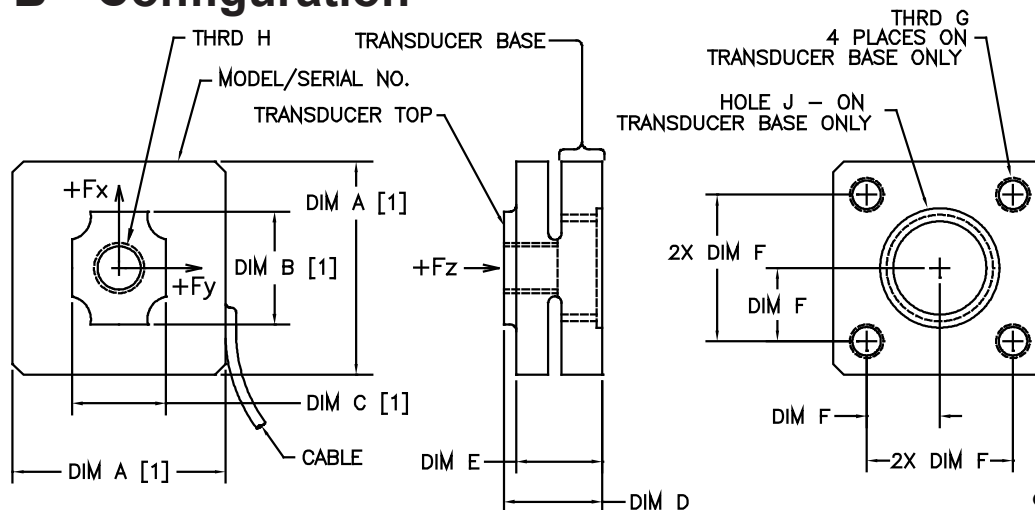 THRD H
MODEL/SERIAL NO.
+Fx
+Fy
DIM A [1]
DIM B [1]
DIM C [1]
DIM A [1]
CABLE
TRANSDUCER BASE
TRANSDUCER TOP
+Fz
DIM E
DIM D
THRD G
4 PLACES ON
TRANSDUCER BASE ONLY
HOLE J - ON
TRANSDUCER BASE ONLY
2X DIM F
DIM F
DIM F
2X DIM F